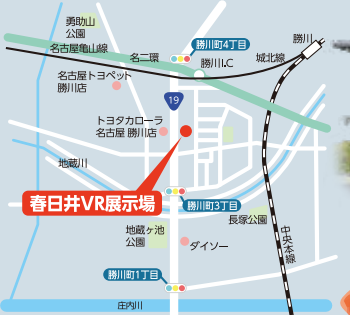 勇助山
公園
勝川町4丁目
勝川
名古屋亀山線
名二環
勝川I.C
城北線
名古屋トヨペット
勝川店
19
トヨタカローラ
名古屋 勝川店
地蔵川
春日井VR展示場
勝川町3丁目
長塚公園
地蔵ヶ池
公園
ダイソー
中央本線
勝川町1丁目
庄内川